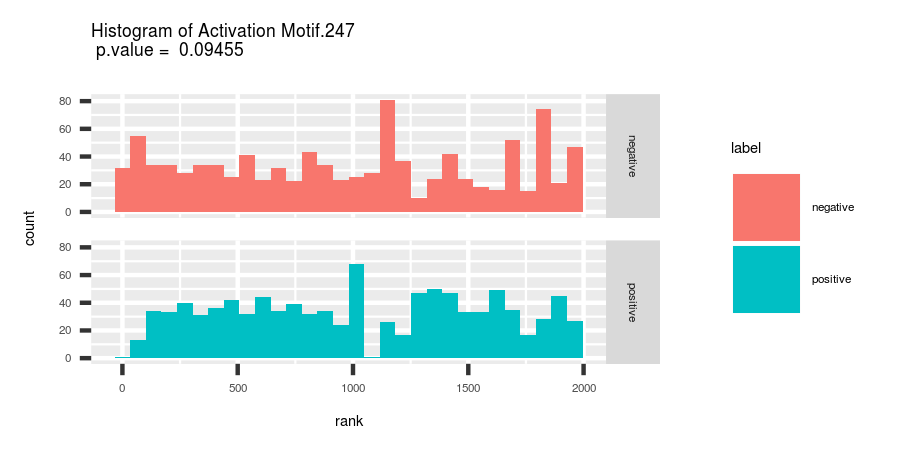 Histogram of Activation Motif.247
p.value = 0.09455
count
80
60
40
20
0
negative
80
60
40
20
0
positive
0 500 1000 1500 2000
rank
label
negative
positive